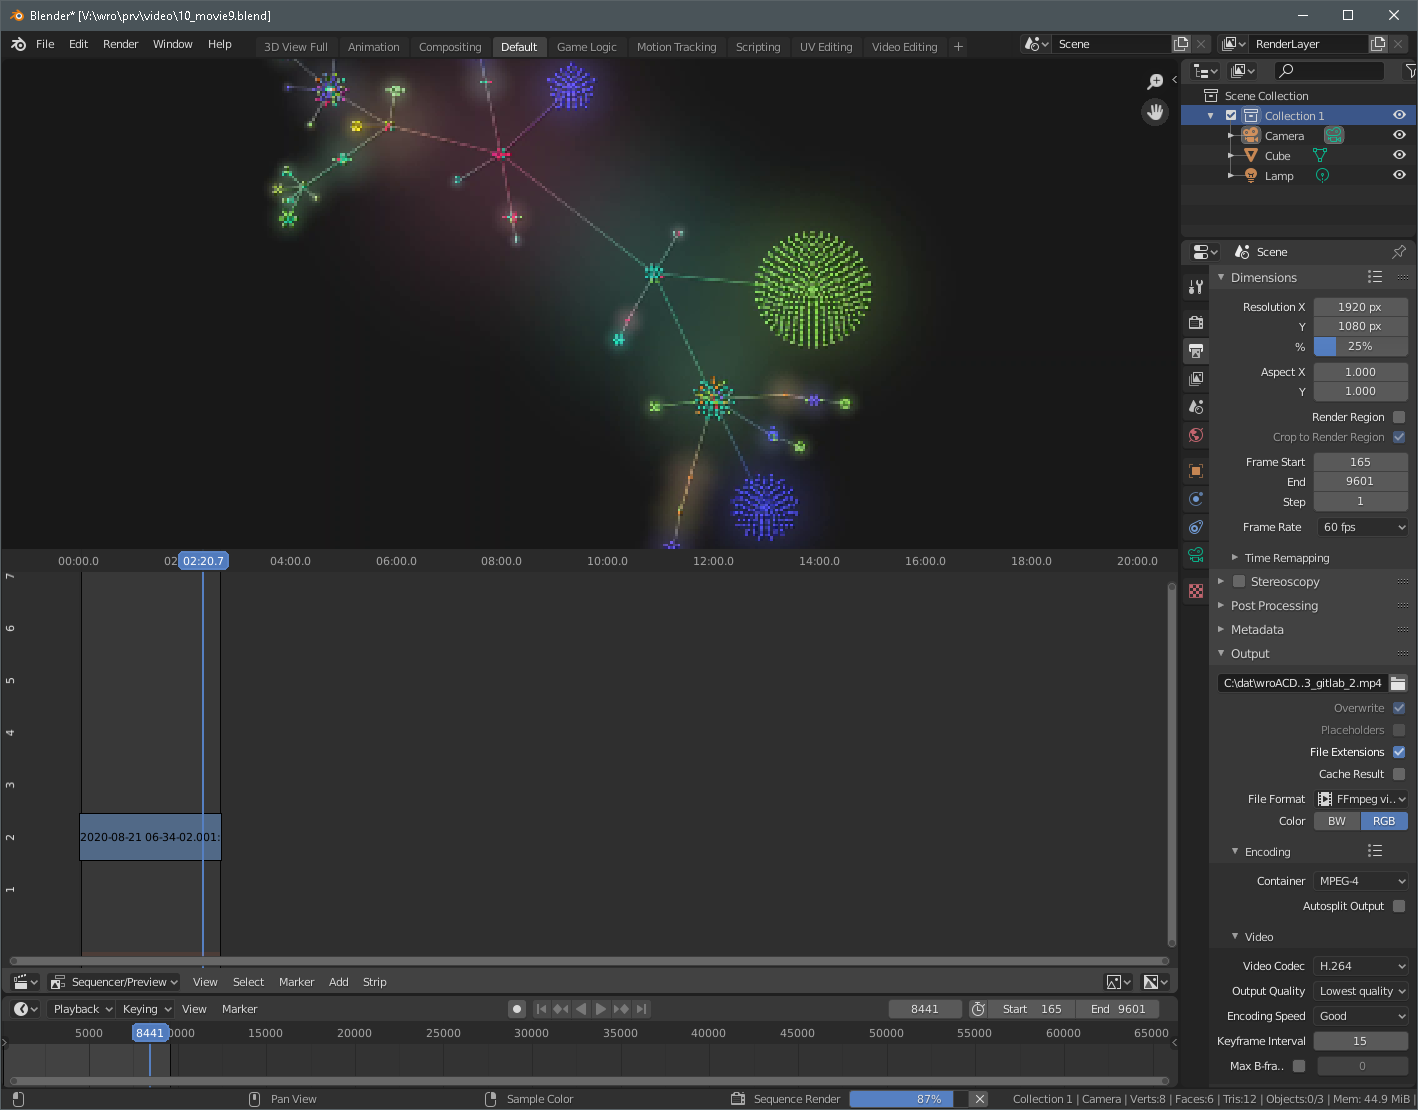 Blender* [V:\wro\prv\video\10_movie9.blend]
File Edit Render Window Help 3D View Full Animation Compositing Default Game Logic Motion Tracking Scripting UV Editing Video Editing + Scene RenderLayer
Scene Collection
Collection 1
Camera
Cube
Lamp
Scene
Dimensions
Resolution X 1920 px
Y 1080 px
% 25%
Aspect X 1.000
Y 1.000
Render Region
Crop to Render Region
Frame Start 165
End 9601
Step 1
Frame Rate 60 fps
Time Remapping
Stereoscopy
Post Processing
Metadata
Output
C:\dat\wroACD..3_gitlab_2.mp4
Overwrite
Placeholders
File Extensions
Cache Result
File Format FFmpeg vi..
Color BW RGB
Encoding
Container MPEG-4
Autosplit Output
Video
Video Codec H.264
Output Quality Lowest quality
Encoding Speed Good
Keyframe Interval 15
Max B-fra.. 0
00:00.0 02 02:20.7 04:00.0 06:00.0 08:00.0 10:00.0 12:00.0 14:00.0 16:00.0 18:00.0 20:00.0
7
6
5
4
3
2
2020-08-21 06-34-02.001:
1
Sequencer/Preview View Select Marker Add Strip
Playback Keying View Marker 8441 Start 165 End 9601
5000 8441 0000 15000 20000 25000 30000 35000 40000 45000 50000 55000 60000 65000
Pan View Sample Color Sequence Render 87% Collection 1 | Camera | Verts:8 | Faces:6 | Tris:12 | Objects:0/3 | Mem: 44.9 MiB